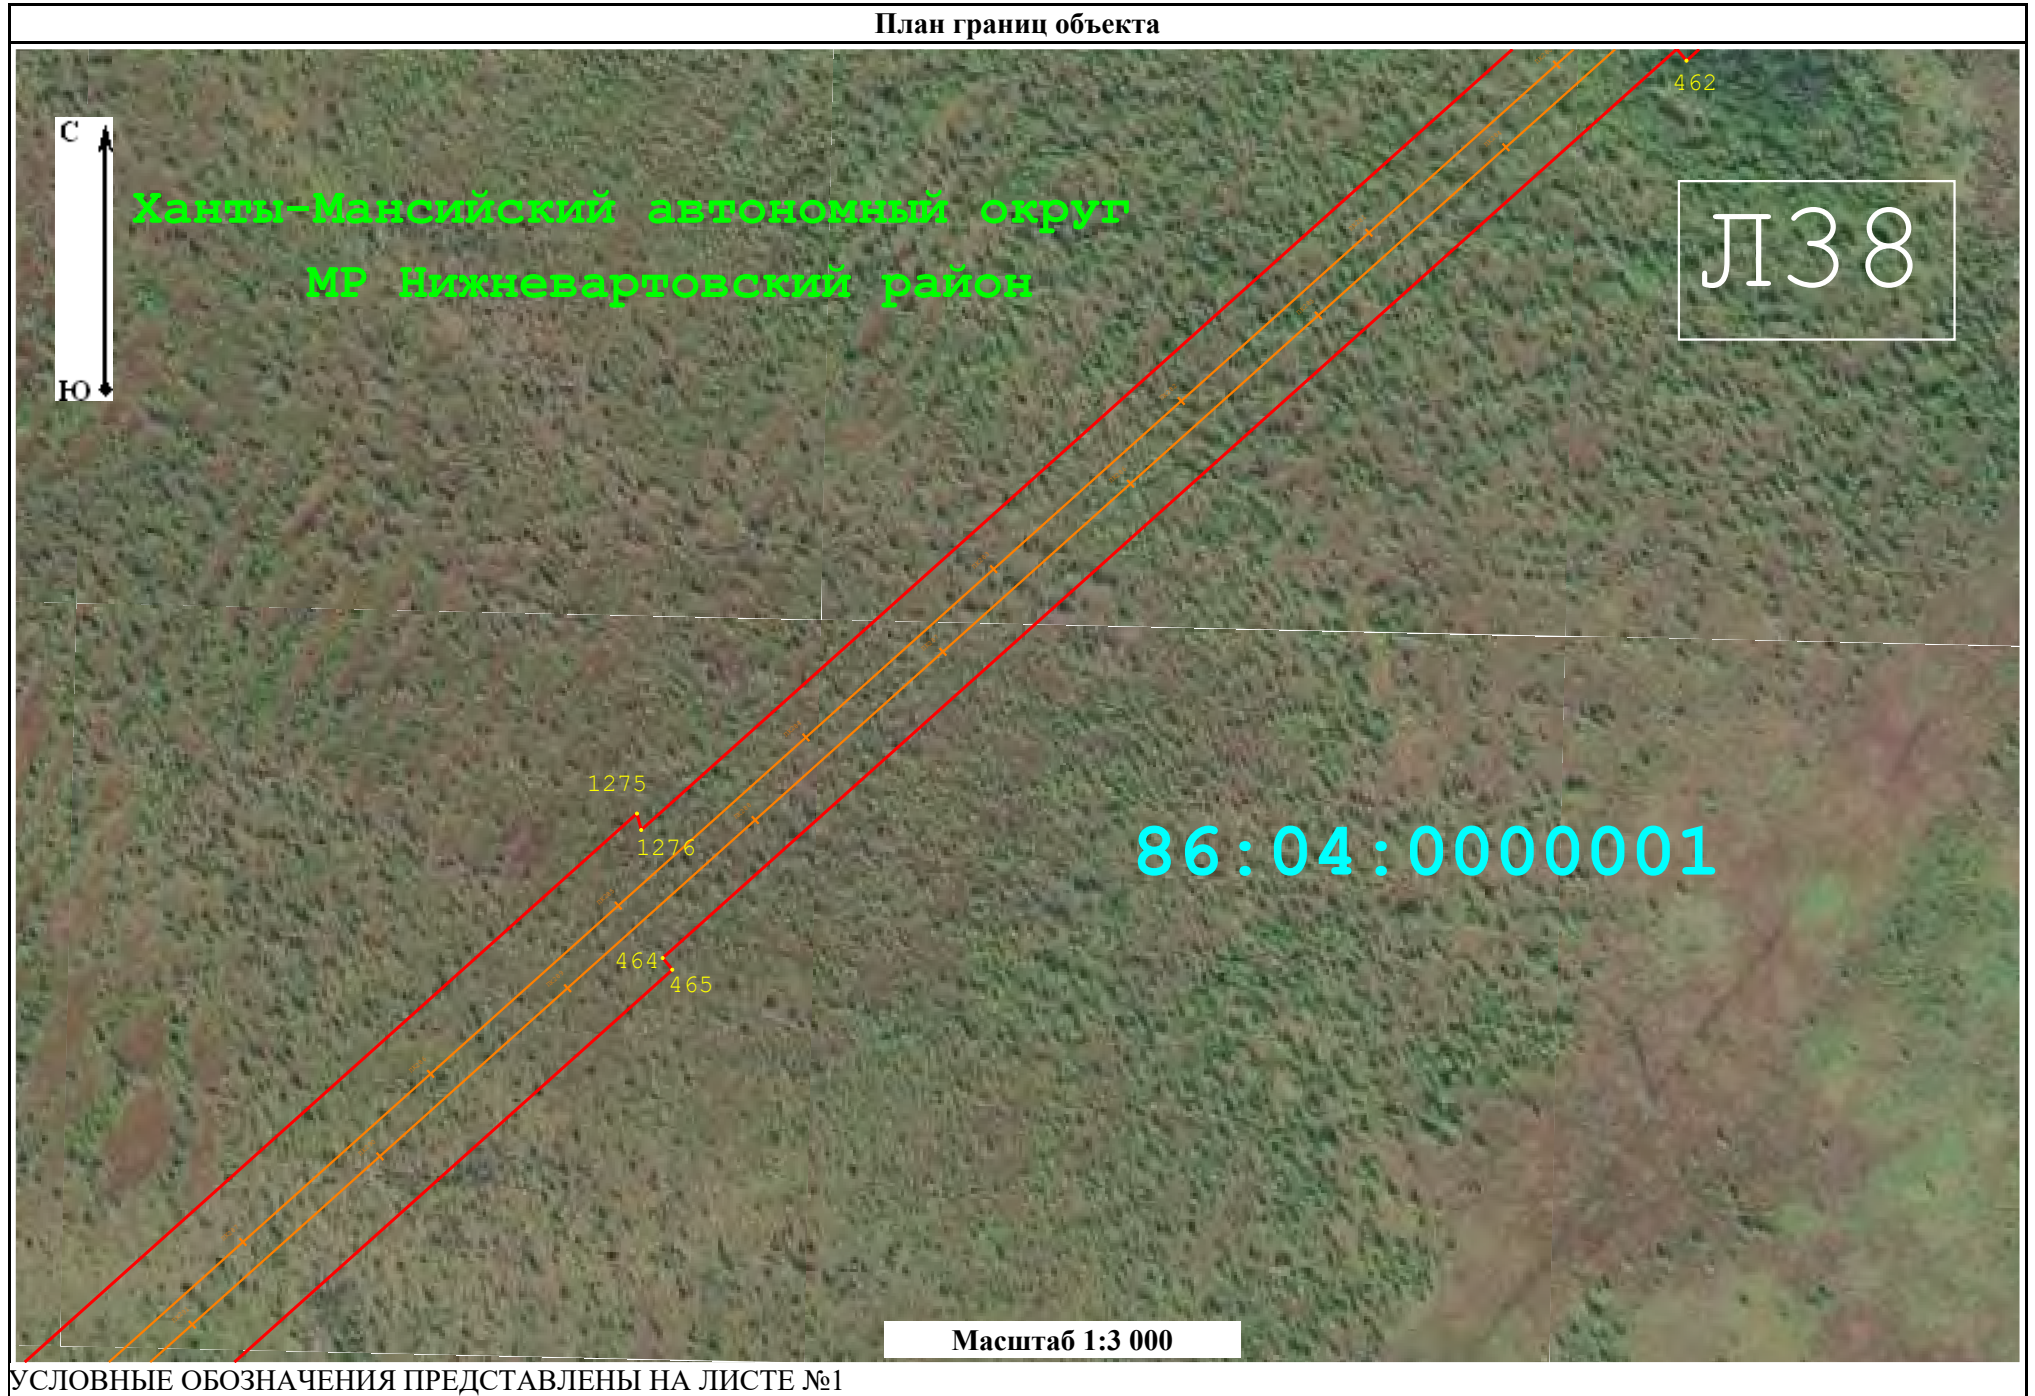 План границ объекта
462
С
Ханты-Мансийский автономный округ
Л38
МР Нижневартовский район
Ю
1275
1276
86:04:0000001
464
465
Масштаб 1:3 000
УСЛОВНЫЕ ОБОЗНАЧЕНИЯ ПРЕДСТАВЛЕНЫ НА ЛИСТЕ №1